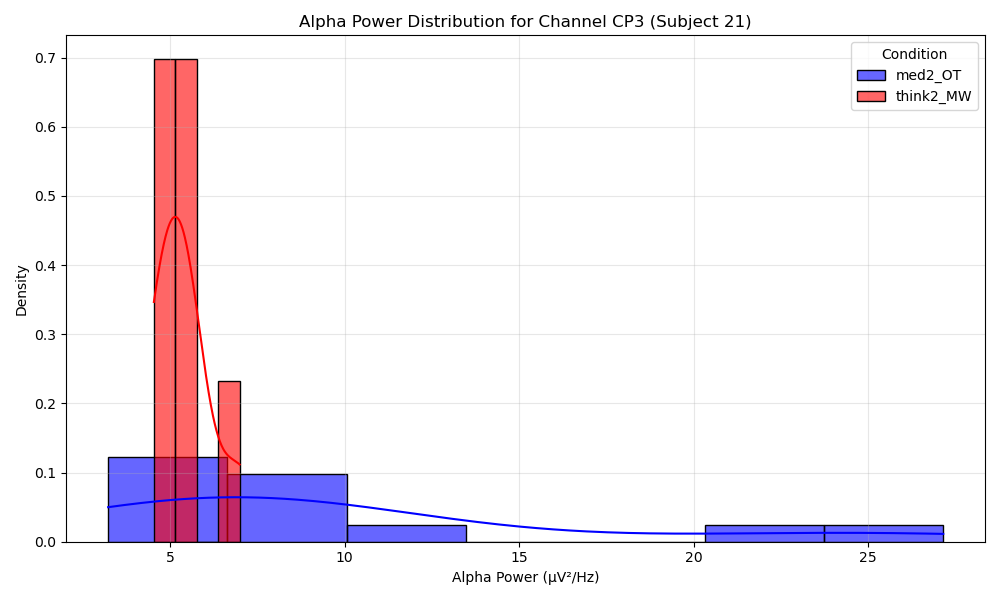 Alpha Power Distribution for Channel CP3 (Subject 21)
Condition
med2_OT
think2_MW
Density
0.7
0.6
0.5
0.4
0.3
0.2
0.1
0.0
5
10
15
20
25
Alpha Power (μV²/Hz)